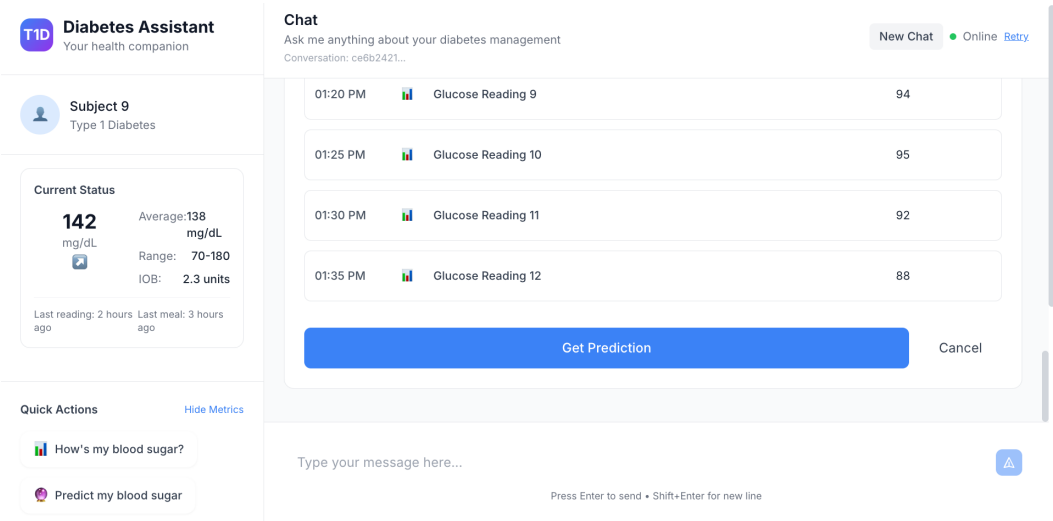 T1D
Diabetes Assistant
Your health companion
Subject 9
Type 1 Diabetes
Current Status
142
mg/dL
Average:138
mg/dL
Range: 70-180
IOB: 2.3 units
Last reading: 2 hours
ago
Last meal: 3 hours
ago
Quick Actions
Hide Metrics
How's my blood sugar?
Predict my blood sugar
Chat
Ask me anything about your diabetes management
Conversation: ce6b2421...
New Chat
Online
Retry
01:20 PM Glucose Reading 9 94
01:25 PM Glucose Reading 10 95
01:30 PM Glucose Reading 11 92
01:35 PM Glucose Reading 12 88
Get Prediction
Cancel
Type your message here...
Press Enter to send • Shift+Enter for new line